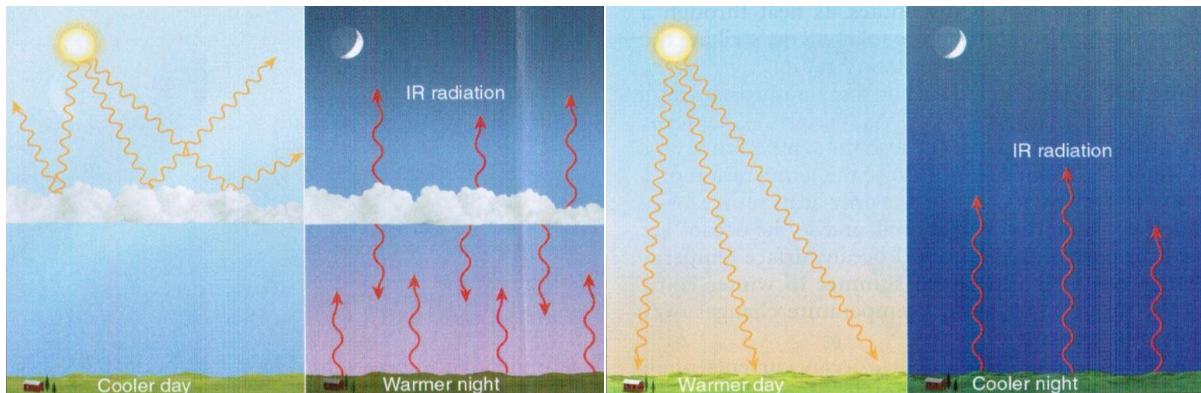 IR radiation
Cooler day
Warmer night
IR radiation
Warmer day
Cooler night